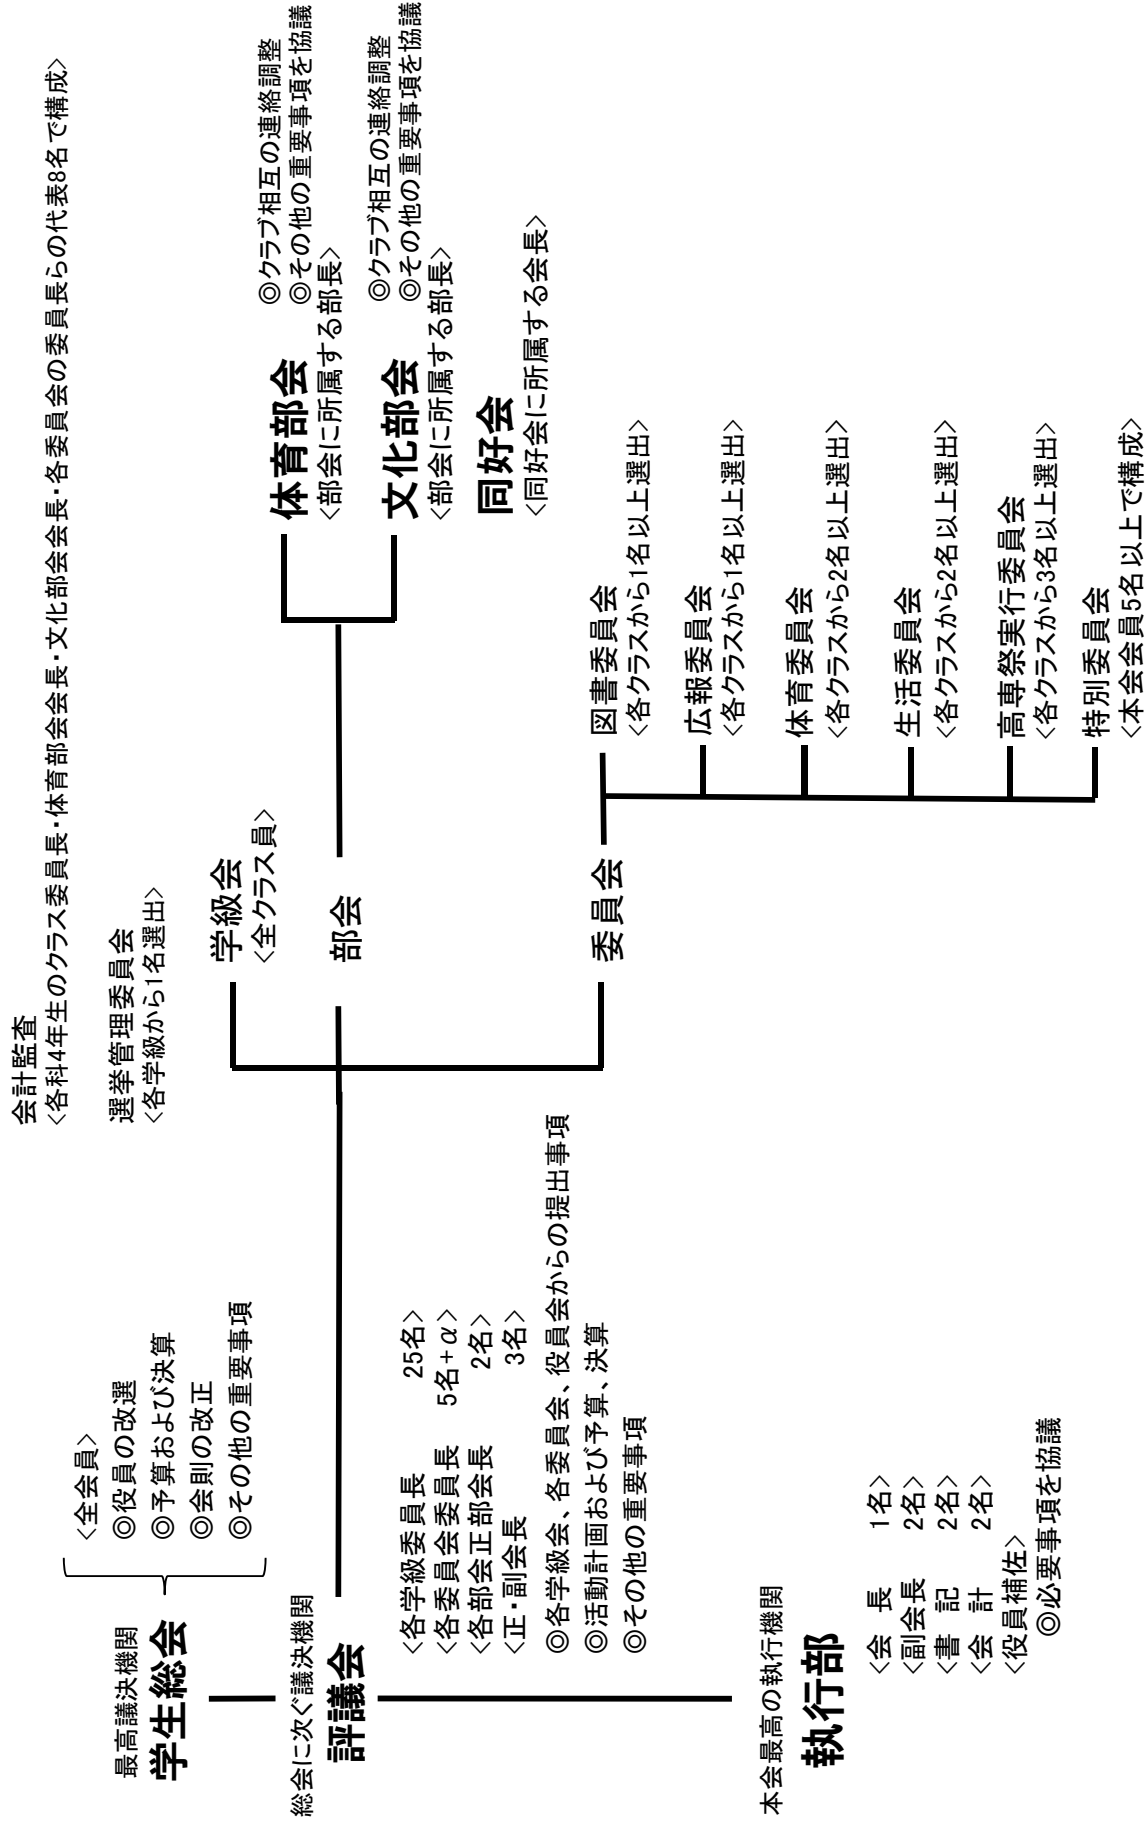 会計監査
<各科4年生のクラス委員長・体育部会会長・文化部会会長・各委員会の委員長らの代表8名で構成>
選挙管理委員会
<各学級から1名選出>
最高議決機関
学生総会
<全会員>
◎役員の改選
◎予算および決算
◎会則の改正
◎その他の重要事項
総会に次ぐ議決機関
評議会
<各学級委員長 25名>
<各委員会委員長 5名+α>
<各部会正部会長 2名>
<正・副会長 3名>
◎各学級会、各委員会、役員会からの提出事項
◎活動計画および予算、決算
◎その他の重要事項
本会最高の執行機関
執行部
<会 長 1名>
<副会長 2名>
<書 記 2名>
<会 計 2名>
<役員補佐>
◎必要事項を協議
学級会
<全クラス員>
部会
委員会
体育部会
◎クラブ相互の連絡調整
◎その他の重要事項を協議
<部会に所属する部長>
文化部会
◎クラブ相互の連絡調整
◎その他の重要事項を協議
<部会に所属する部長>
同好会
<同好会に所属する会長>
図書委員会
<各クラスから1名以上選出>
広報委員会
<各クラスから1名以上選出>
体育委員会
<各クラスから2名以上選出>
生活委員会
<各クラスから2名以上選出>
高専祭実行委員会
<各クラスから3名以上選出>
特別委員会
<本会会員5名以上で構成>